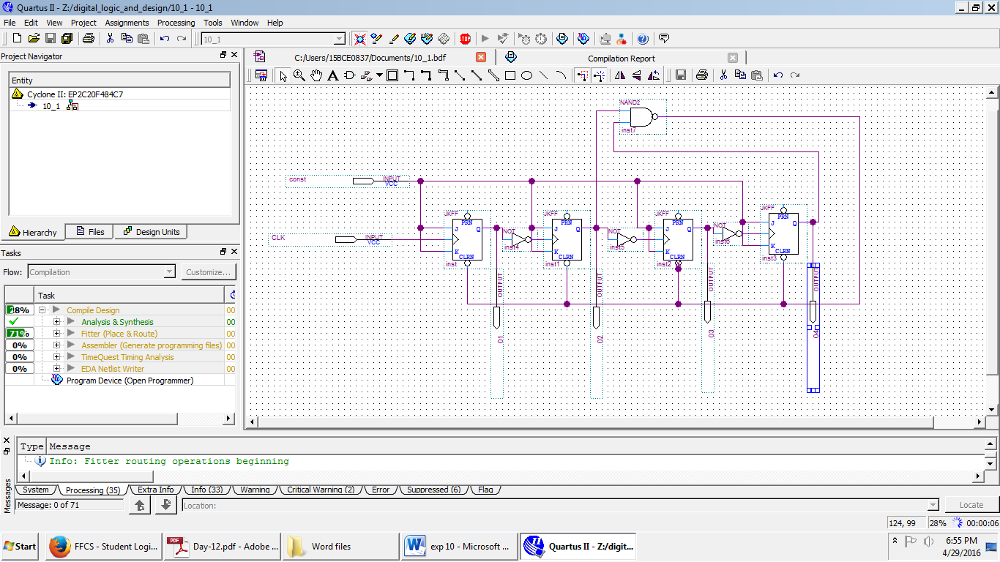 Quartus II - Z:/digital_logic_and_design/10_1 - 10_1
File Edit View Project Assignments Processing Tools Window Help
10_1
STOP
Project Navigator
C:/Users/15BCE0837/Documents/10_1.bdf
Compilation Report
Entity
Cyclone II: EP2C20F484C7
10_1
Hierarchy Files Design Units
Tasks
Flow: Compilation Customize...
Task
28% Compile Design 00
Analysis & Synthesis 00
71% Fitter (Place & Route) 00
0% Assembler (Generate programming files) 00
0% TimeQuest Timing Analysis 00
0% EDA Netlist Writer 00
Program Device (Open Programmer)
NAND2
inst7
const
INPUT
VCC
CLK
INPUT
VCC
JKFF
PRN
J Q
K
CLRN
inst
NOT
inst4
JKFF
PRN
J Q
K
CLRN
inst1
NOT
inst5
JKFF
PRN
J Q
K
CLRN
inst2
NOT
inst6
JKFF
PRN
J Q
K
CLRN
inst3
OUTPUT
OUTPUT
OUTPUT
OUTPUT
Messages
Type Message
Info: Fitter routing operations beginning
System Processing (35) Extra Info Info (33) Warning Critical Warning (2) Error Suppressed (6) Flag
Message: 0 of 71
Location:
Locate
124, 99 28% 00:00:06
Start
FFCS - Student Logi...
Day-12.pdf - Adobe ...
Word files
exp 10 - Microsoft ...
Quartus II - Z:/digit...
6:55 PM
4/29/2016